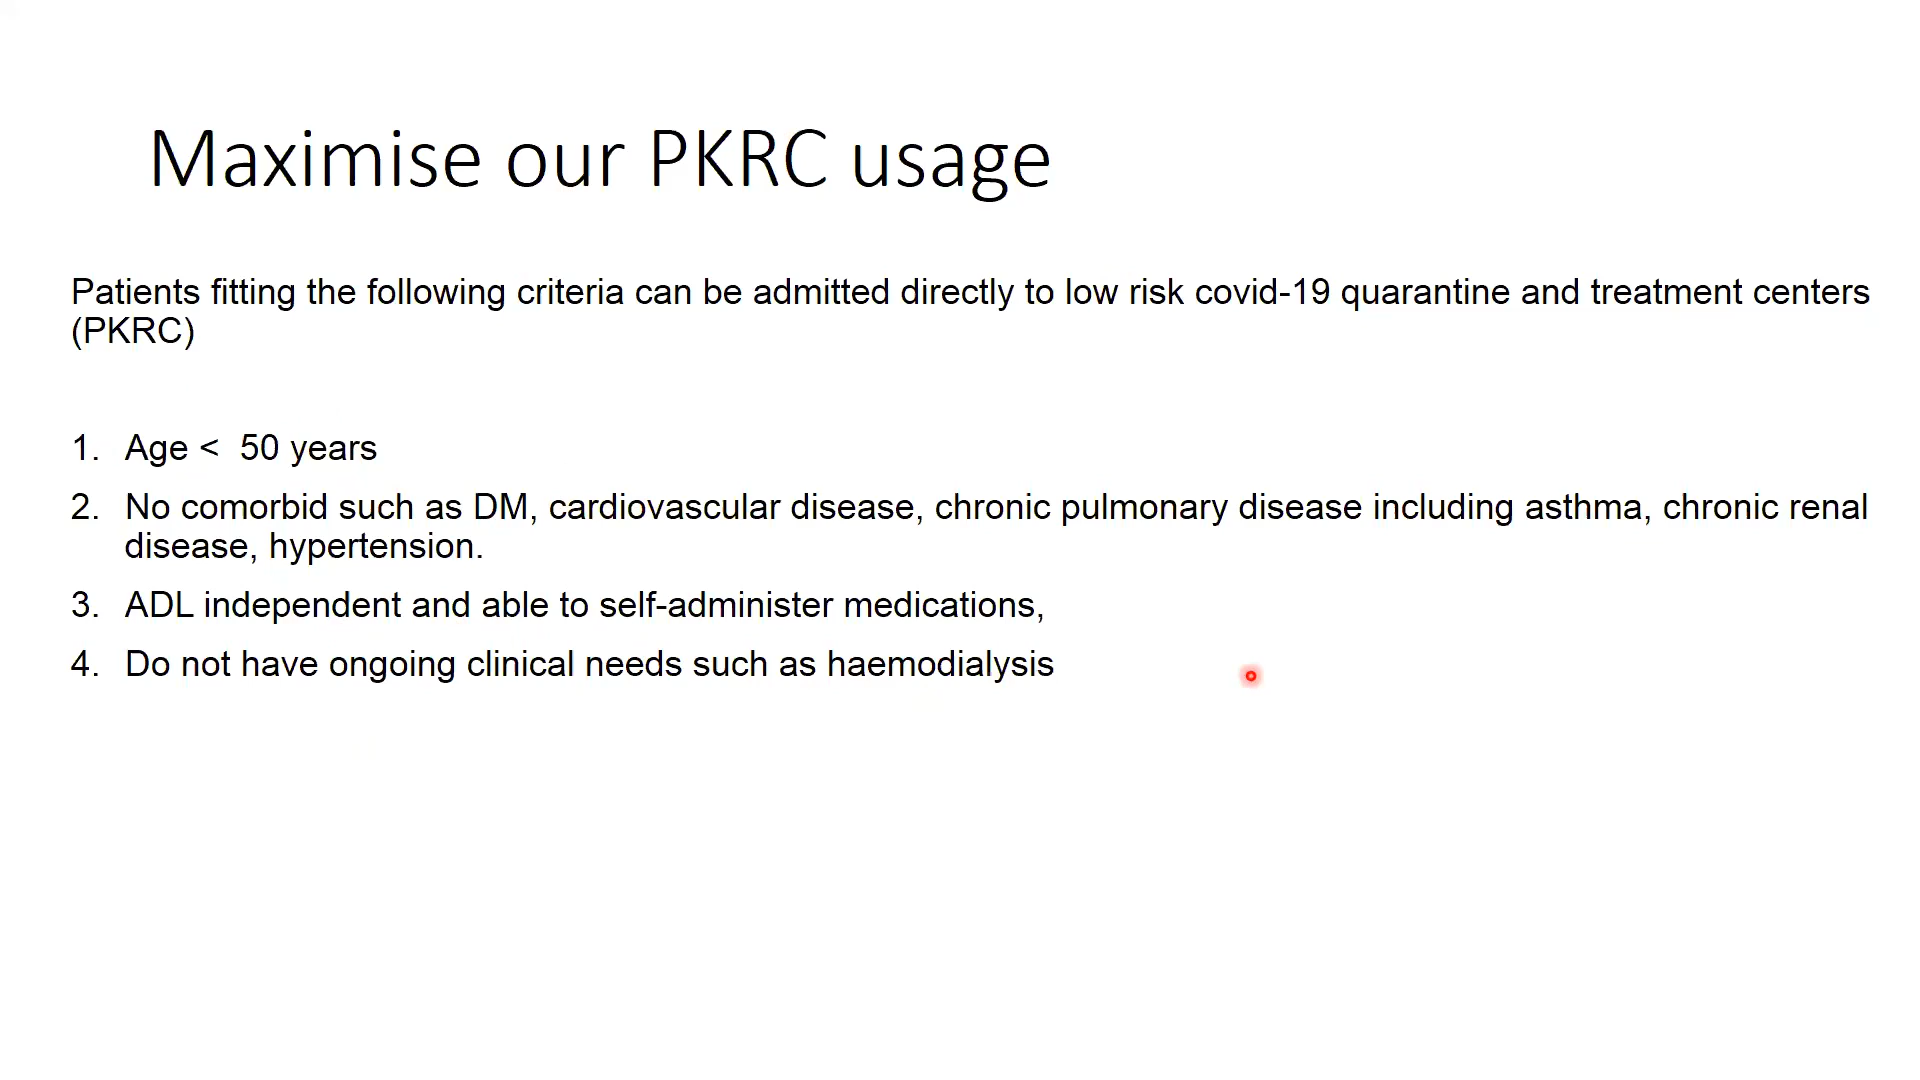 Maximise our PKRC usage
Patients fitting the following criteria can be admitted directly to low risk covid-19 quarantine and treatment centers
(PKRC)
1. Age < 50 years
2. No comorbid such as DM, cardiovascular disease, chronic pulmonary disease including asthma, chronic renal
disease, hypertension.
3. ADL independent and able to self-administer medications,
4. Do not have ongoing clinical needs such as haemodialysis